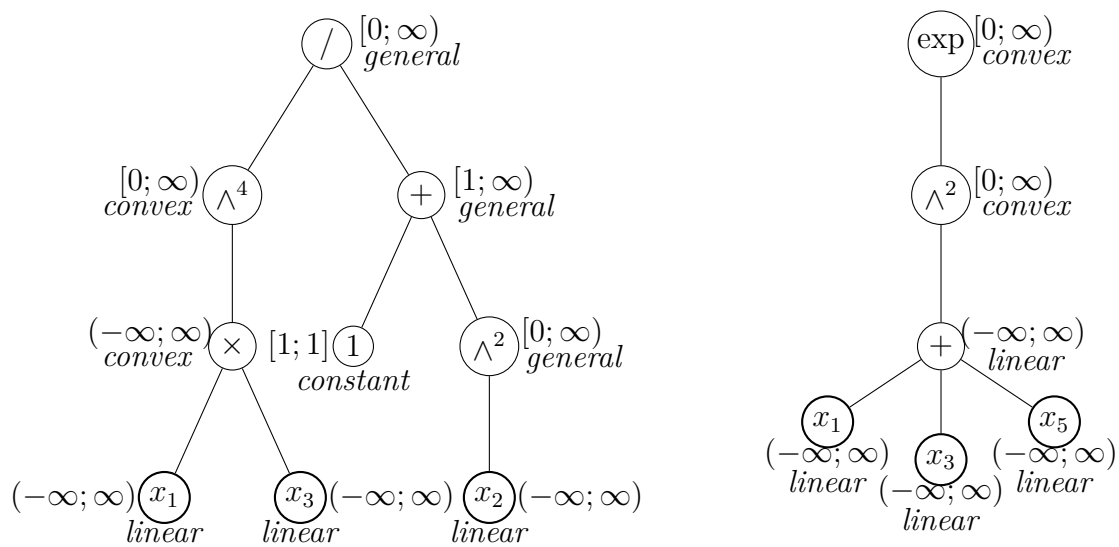 / [0; ∞)
general
exp [0; ∞)
convex
[0; ∞) ∧⁴
convex
+ [1; ∞)
general
∧² [0; ∞)
convex
(−∞; ∞) ×
convex
[1; 1] 1
constant
∧² [0; ∞)
general
+ (−∞; ∞)
linear
x₁
(−∞; ∞)
linear
x₃
(−∞; ∞)
linear
x₅
(−∞; ∞)
linear
(−∞; ∞) x₁
linear
x₃ (−∞; ∞)
linear
x₂ (−∞; ∞)
linear